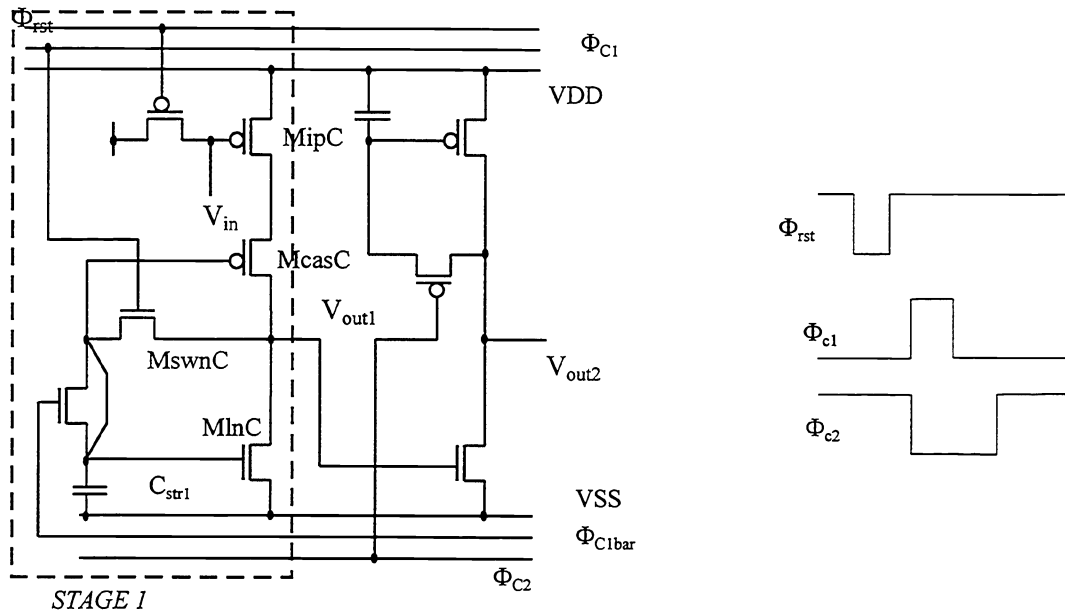 Φrst
ΦC1
VDD
MipC
Vin
McasC
Vout1
MswnC
Vout2
MlnC
Cstr1
VSS
ΦC1bar
ΦC2
STAGE 1
Φrst
Φc1
Φc2